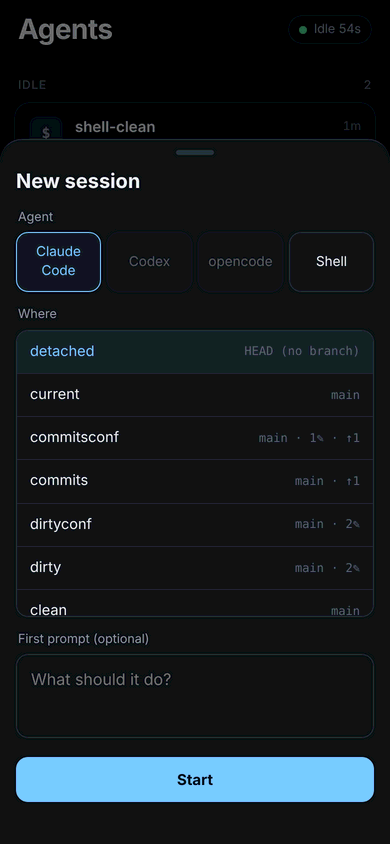 Agents
Idle 54s
IDLE 2
$ shell-clean 1m
New session
Agent
Claude Code
Codex
opencode
Shell
Where
detached HEAD (no branch)
current main
commitsconf main · 1✎ · ↑1
commits main · ↑1
dirtyconf main · 2✎
dirty main · 2✎
clean main
First prompt (optional)
What should it do?
Start